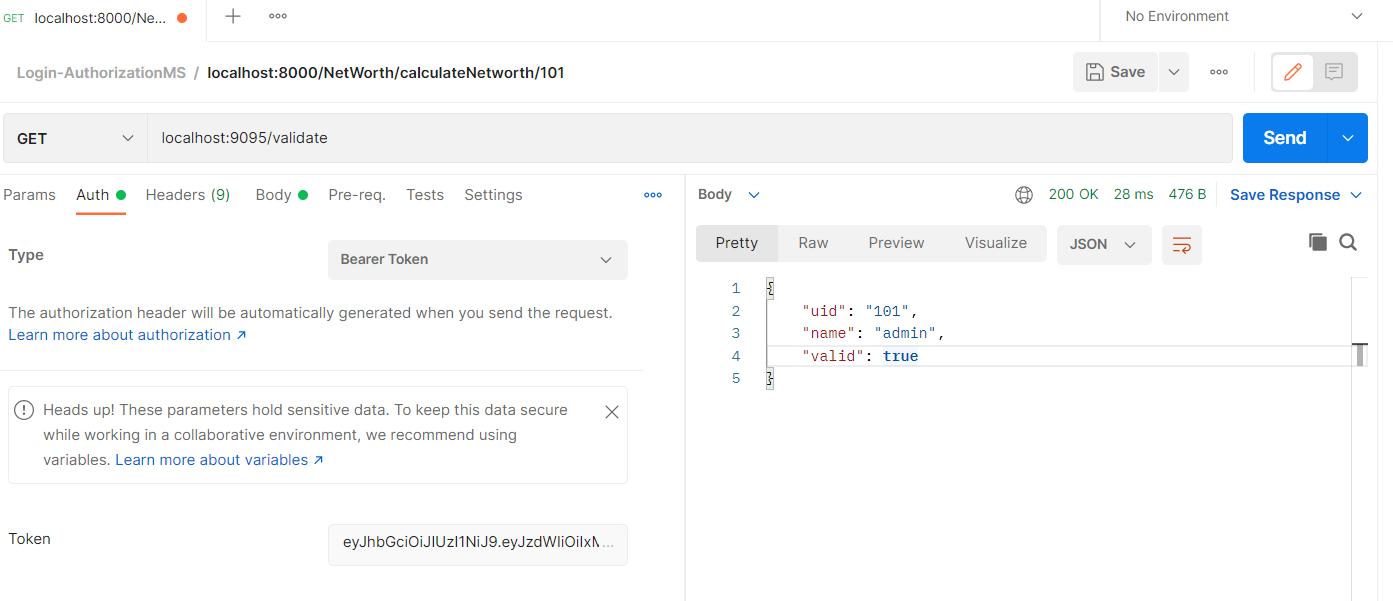 GET localhost:8000/Ne... No Environment
Login-AuthorizationMS / localhost:8000/NetWorth/calculateNetworth/101 Save
GET localhost:9095/validate Send
Params Auth Headers (9) Body Pre-req. Tests Settings
Body 200 OK 28 ms 476 B Save Response
Type Bearer Token
The authorization header will be automatically generated when you send the request.
Learn more about authorization ↗
Heads up! These parameters hold sensitive data. To keep this data secure
while working in a collaborative environment, we recommend using
variables. Learn more about variables ↗
Token eyJhbGciOiJIUzI1NiJ9.eyJzdWIiOiIxM...
Pretty Raw Preview Visualize JSON
1 {
2 "uid": "101",
3 "name": "admin",
4 "valid": true
5 }